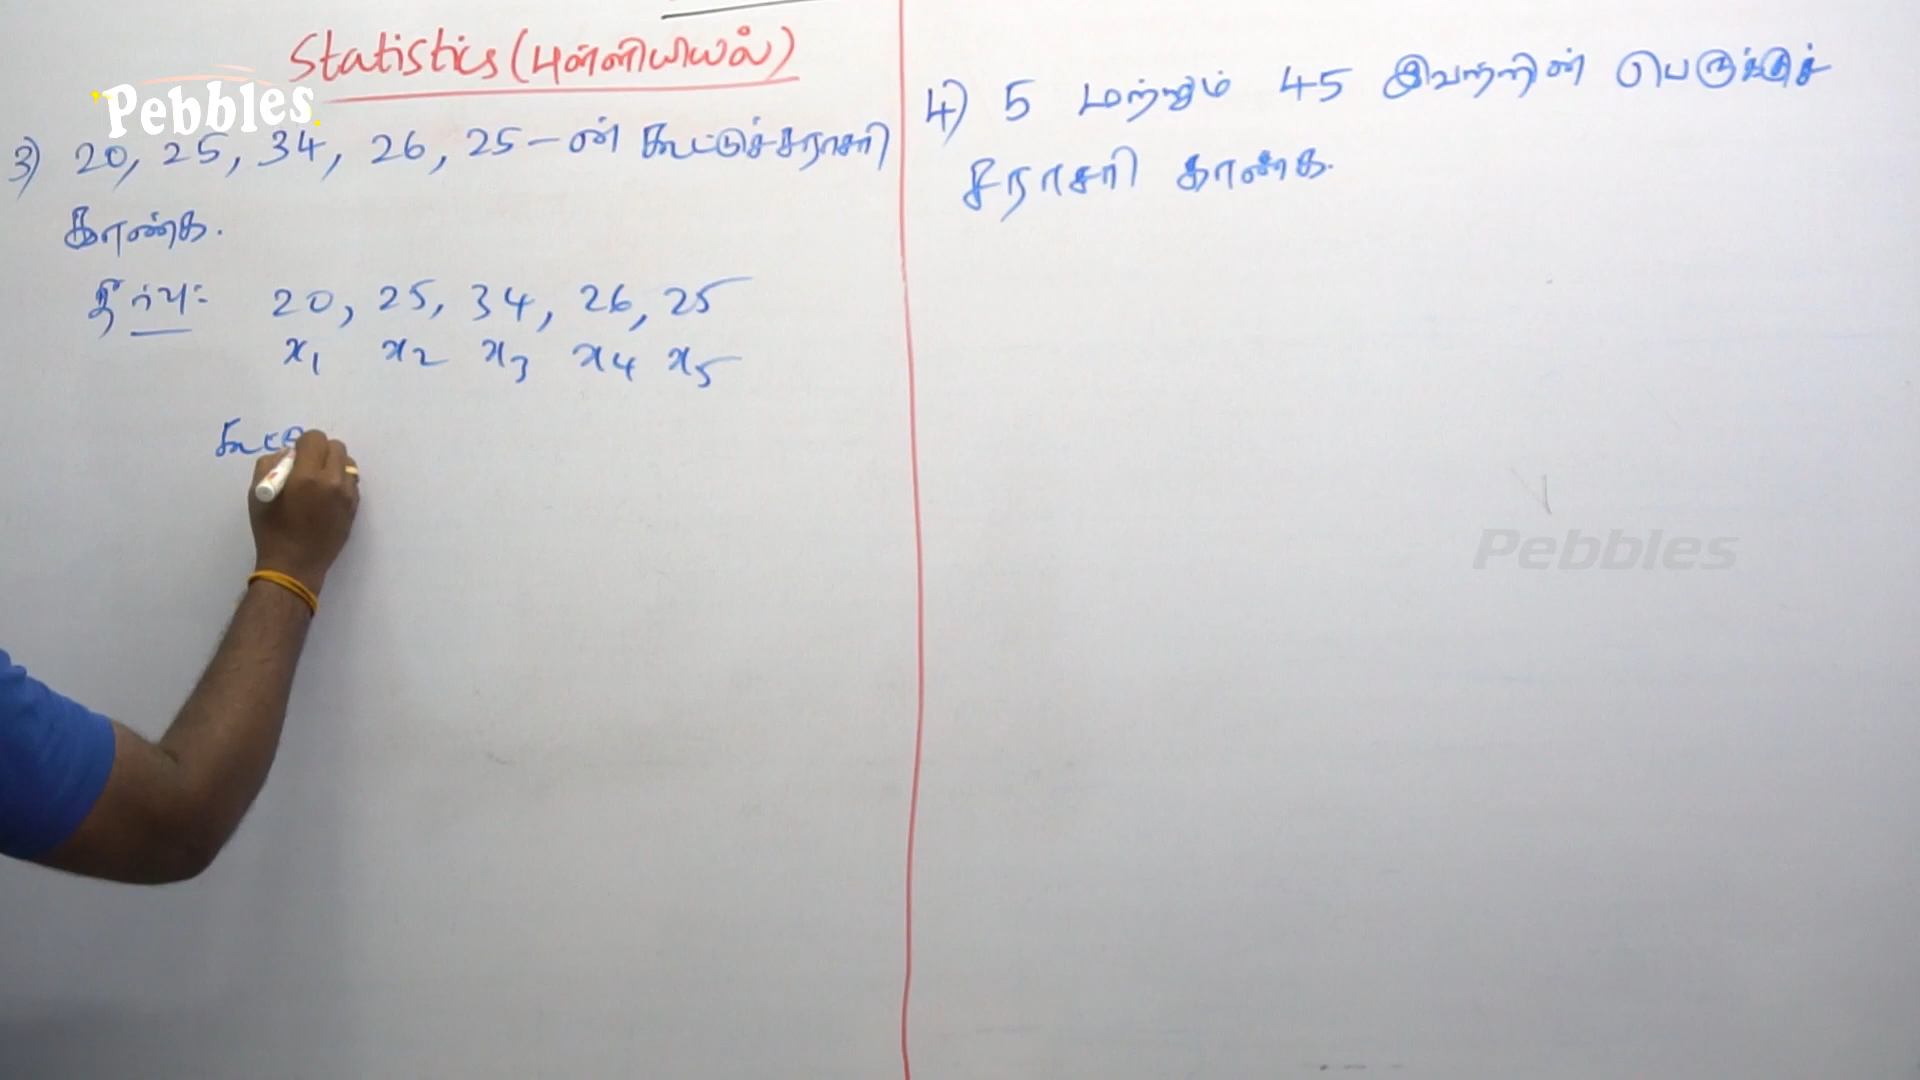 Statistics (புள்ளியியல்)
Pebbles
3) 20, 25, 34, 26, 25 - ன் கூட்டுச்சராசரி
காண்க.
தீர்வு: 20, 25, 34, 26, 25
x1 x2 x3 x4 x5
கூட்
4) 5 மற்றும் 45 இவற்றின் பெருக்குச்
சராசரி காண்க.
Pebbles